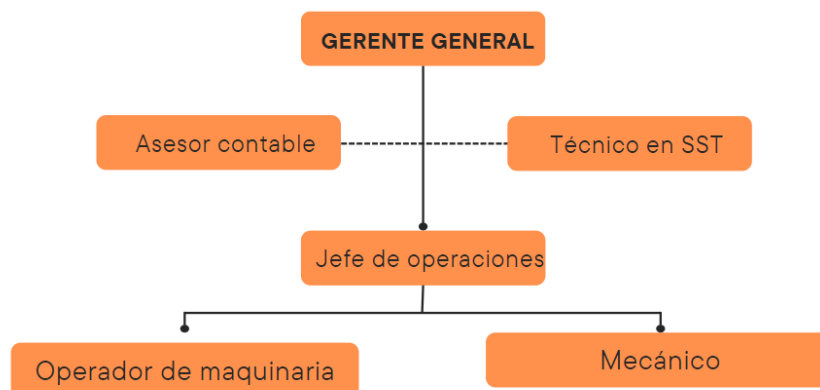 GERENTE GENERAL
Asesor contable
Técnico en SST
Jefe de operaciones
Operador de maquinaria
Mecánico